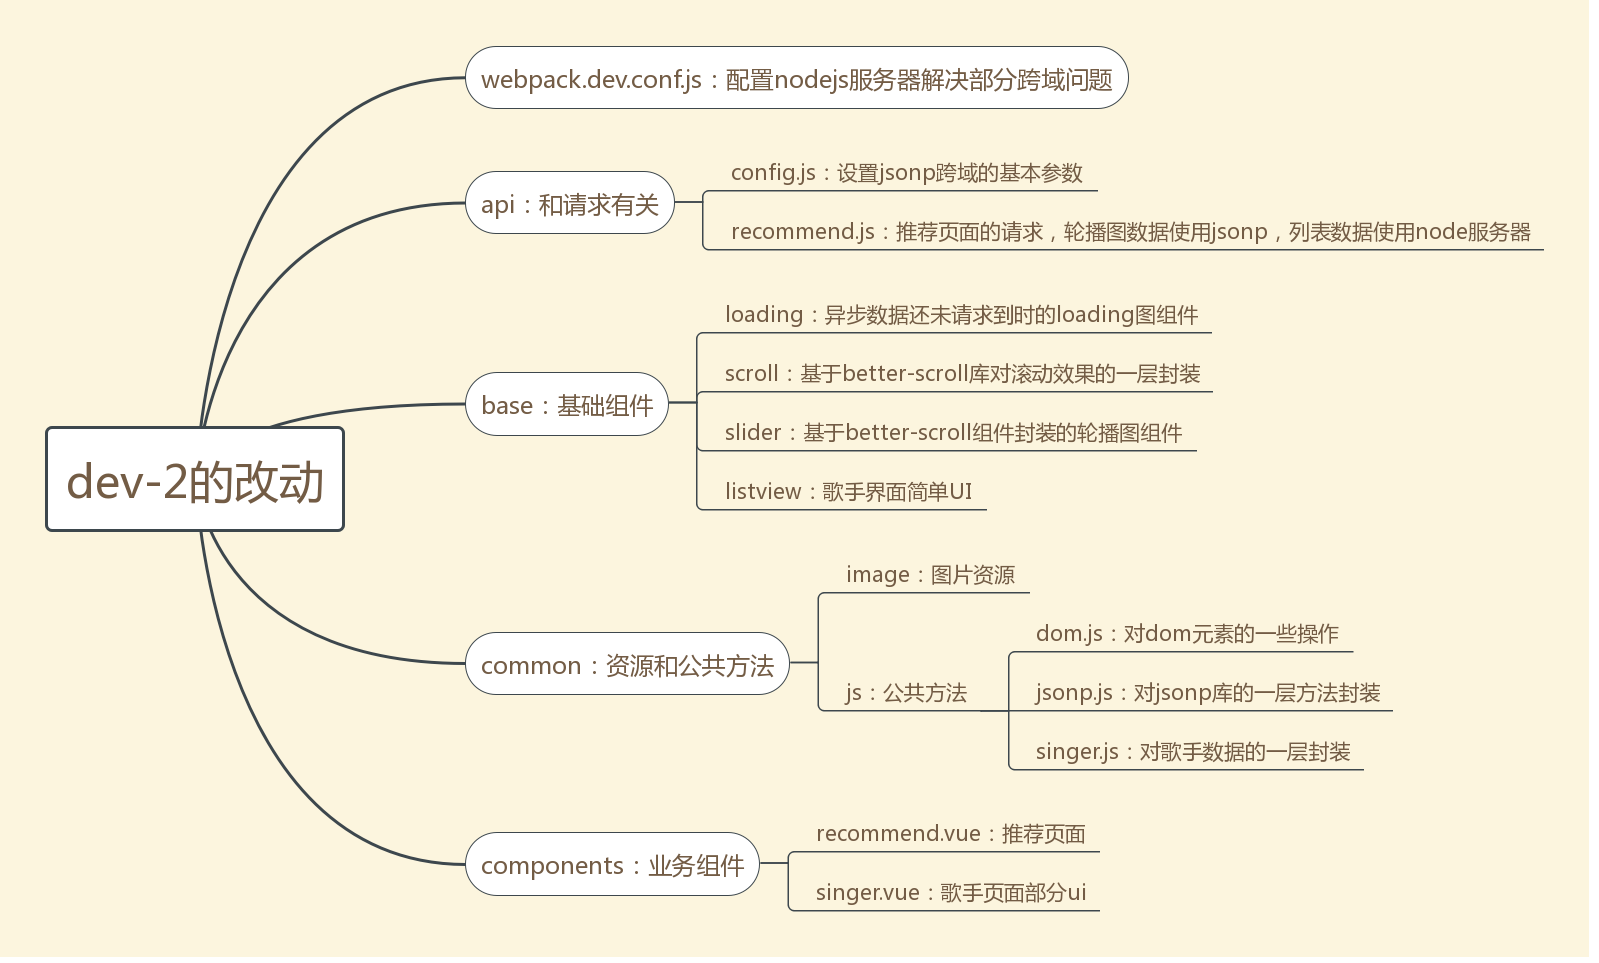 dev-2的改动
webpack.dev.conf.js：配置nodejs服务器解决部分跨域问题
api：和请求有关
config.js：设置jsonp跨域的基本参数
recommend.js：推荐页面的请求，轮播图数据使用jsonp，列表数据使用node服务器
base：基础组件
loading：异步数据还未请求到时的loading图组件
scroll：基于better-scroll库对滚动效果的一层封装
slider：基于better-scroll组件封装的轮播图组件
listview：歌手界面简单UI
common：资源和公共方法
image：图片资源
js：公共方法
dom.js：对dom元素的一些操作
jsonp.js：对jsonp库的一层方法封装
singer.js：对歌手数据的一层封装
components：业务组件
recommend.vue：推荐页面
singer.vue：歌手页面部分ui